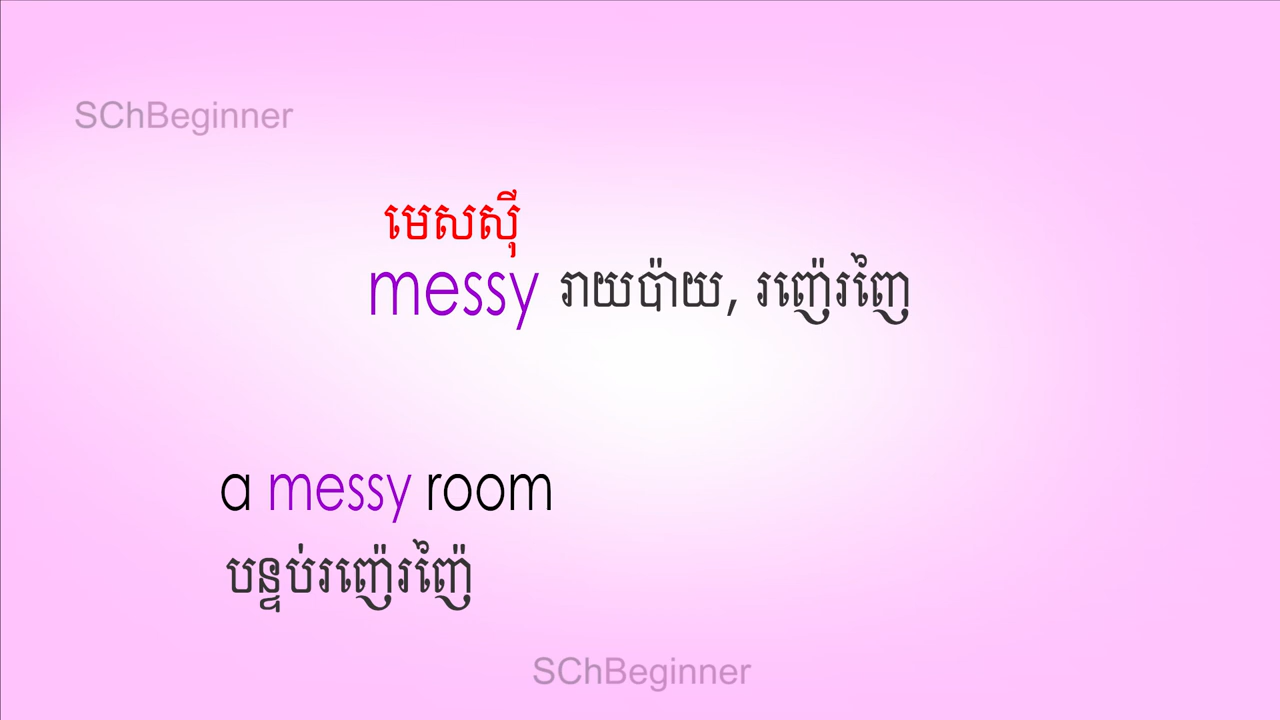 SChBeginner
មេសស៊ី
messy រាយប៉ាយ, រញ៉េរញៃ
a messy room
បន្ទប់រញ៉េរញ៉ៃ
SChBeginner